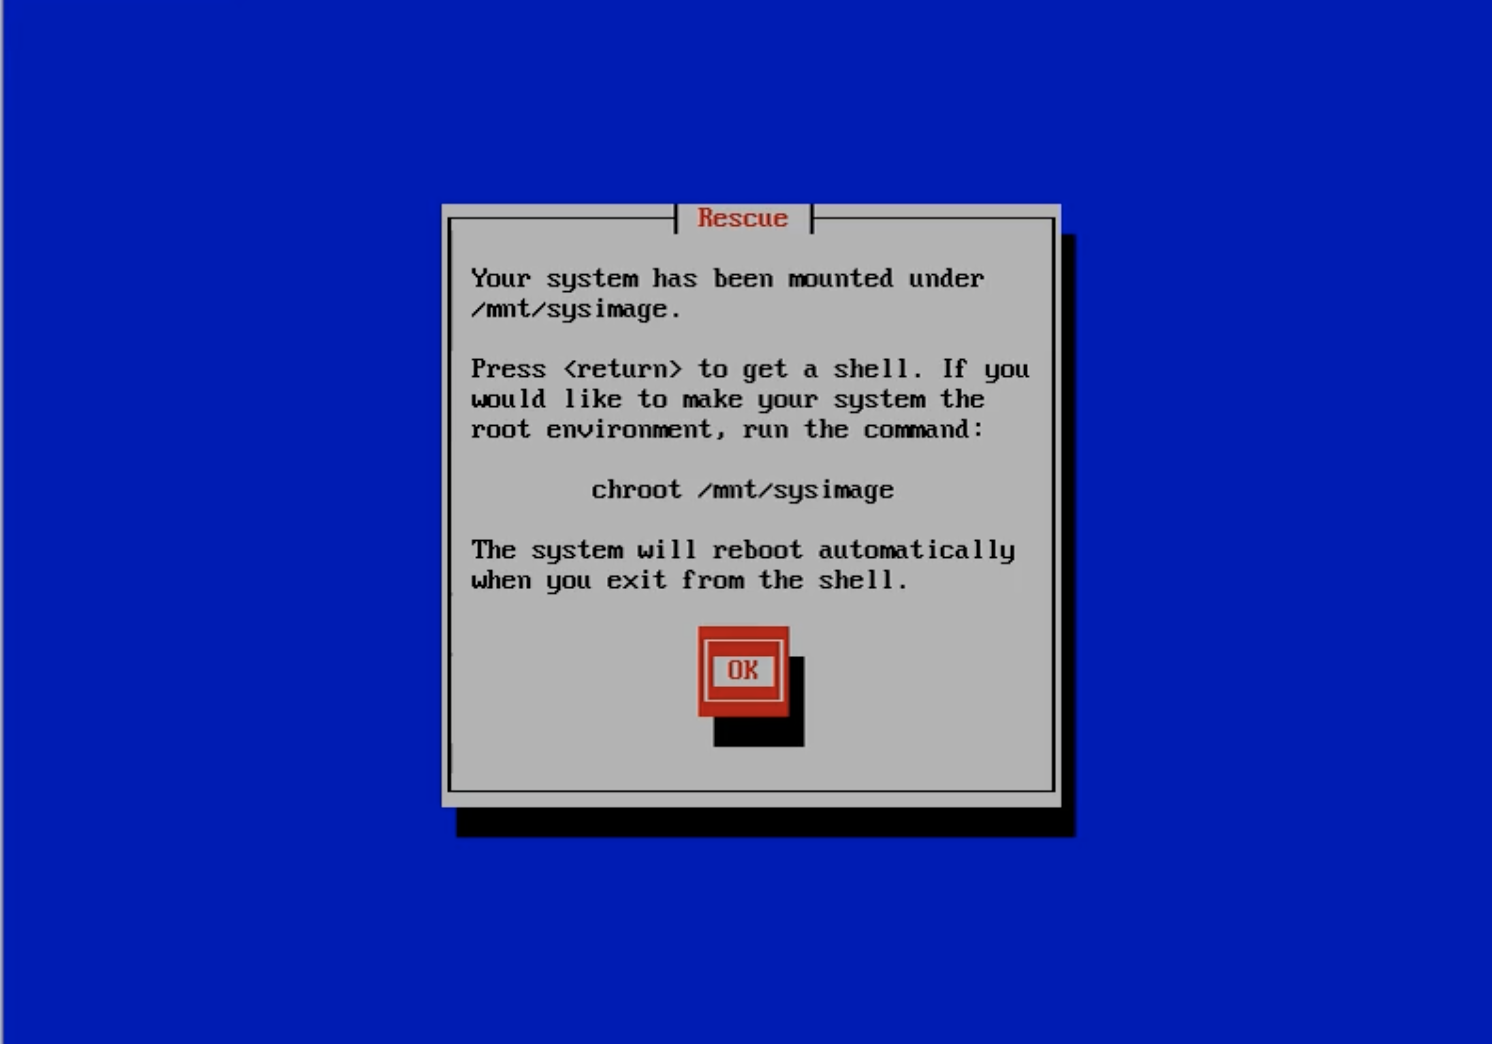 Rescue
Your system has been mounted under
/mnt/sysimage.
Press <return> to get a shell. If you
would like to make your system the
root environment, run the command:
chroot /mnt/sysimage
The system will reboot automatically
when you exit from the shell.
OK